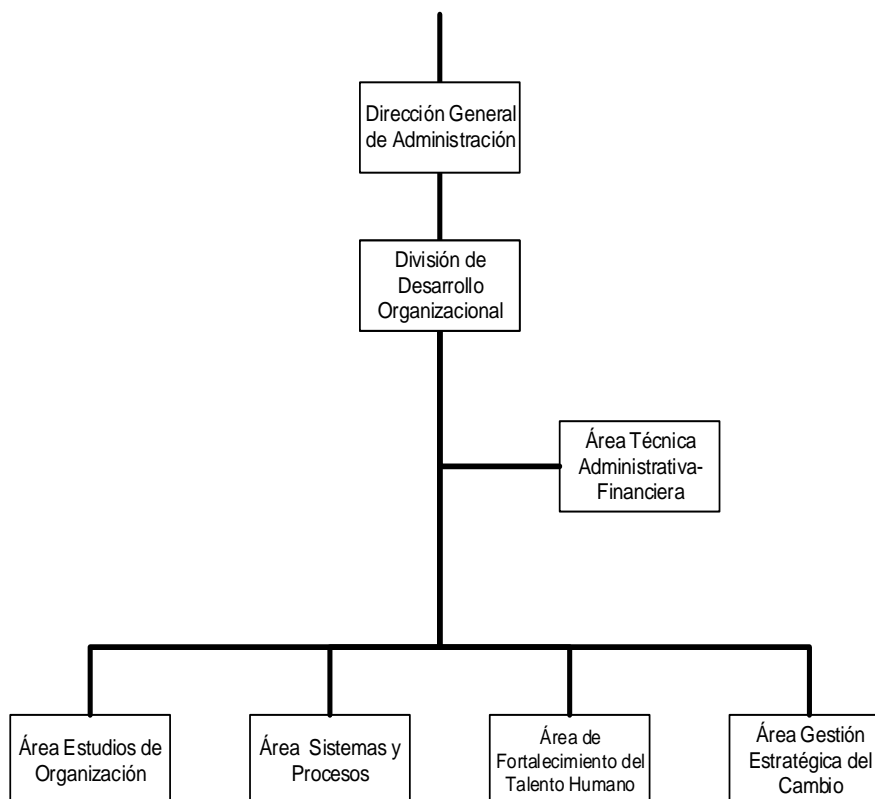 Dirección General
de Administración
División de
Desarrollo
Organizacional
Área Técnica
Administrativa-
Financiera
Área Estudios de
Organización
Área Sistemas y
Procesos
Área de
Fortalecimiento del
Talento Humano
Área Gestión
Estratégica del
Cambio